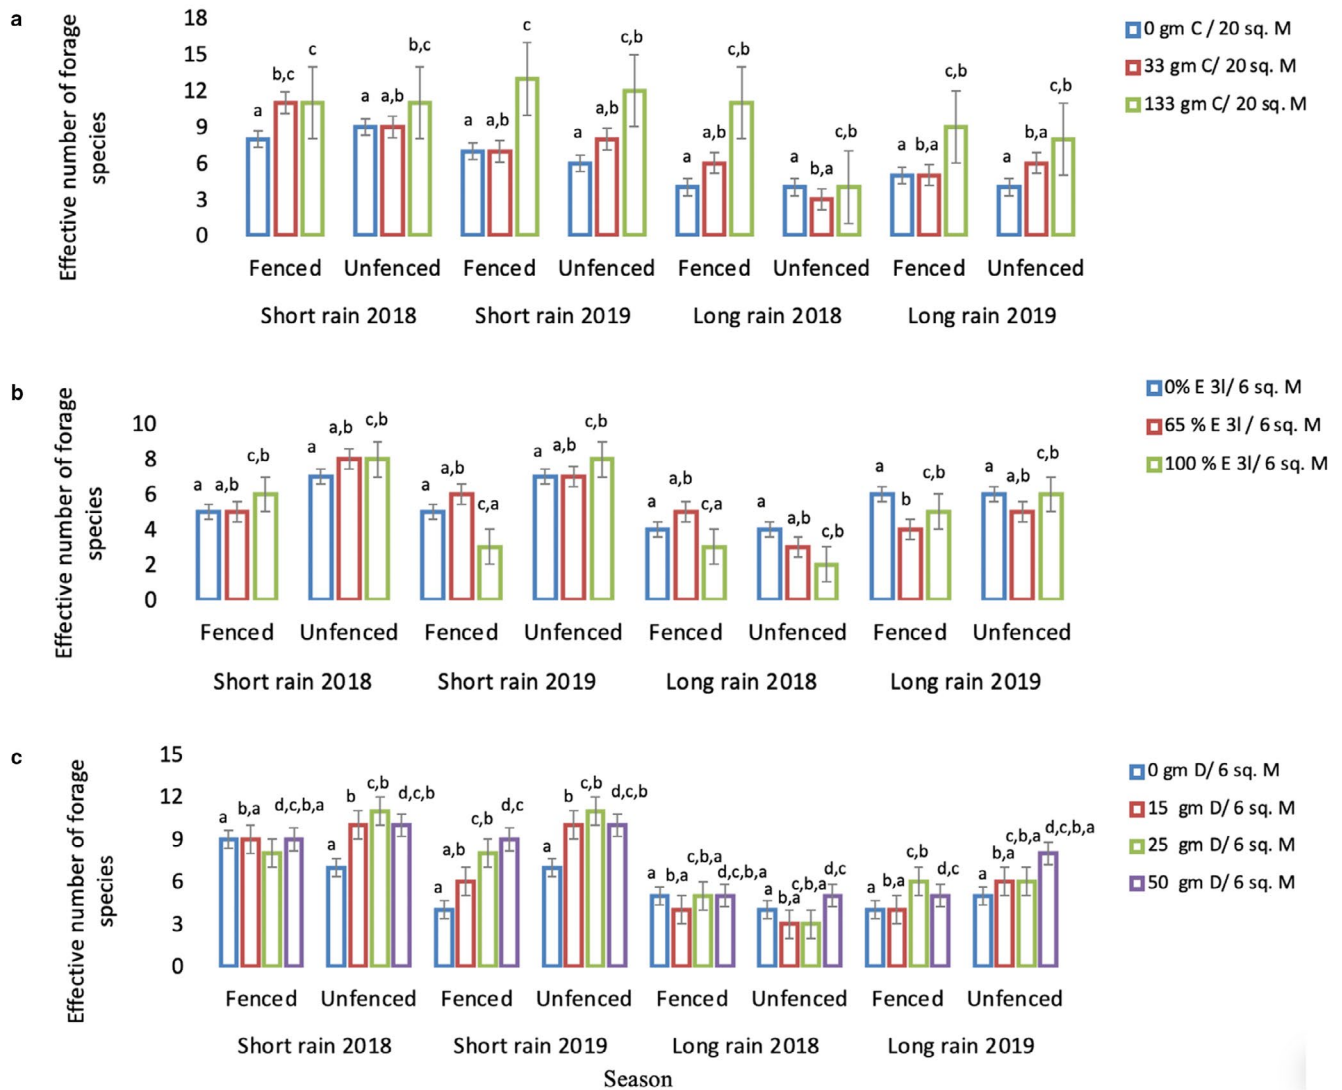 a
Effective number of forage
species
18
15
12
9
6
3
0
a b,c c a a,b b,c a a,b c a a,b c,b a a,b c,b a b,a c,b a b,a c,b a b,a c,b
Fenced Unfenced Fenced Unfenced Fenced Unfenced Fenced Unfenced
Short rain 2018 Short rain 2019 Long rain 2018 Long rain 2019
0 gm C / 20 sq. M
33 gm C/ 20 sq. M
133 gm C/ 20 sq. M
b
Effective number of forage
species
10
8
6
4
2
0
a a,b c,b a a,b c,b a a,b c,a a a,b c,b a a,b c,a a a,b c,b a b c,b a a,b c,b
Fenced Unfenced Fenced Unfenced Fenced Unfenced Fenced Unfenced
Short rain 2018 Short rain 2019 Long rain 2018 Long rain 2019
0% E 3l/ 6 sq. M
65 % E 3l / 6 sq. M
100 % E 3l/ 6 sq. M
c
Effective number of forage
species
15
12
9
6
3
0
a b,a d,c,b,a a b c,b d,c,b a a,b c,b d,c a b c,b d,c,b a b,a c,b,a d,c,b,a a b,a c,b,a d,c a b,a c,b d,c a b,a c,b,a d,c,b,a
Fenced Unfenced Fenced Unfenced Fenced Unfenced Fenced Unfenced
Short rain 2018 Short rain 2019 Long rain 2018 Long rain 2019
Season
0 gm D/ 6 sq. M
15 gm D/ 6 sq. M
25 gm D/ 6 sq. M
50 gm D/ 6 sq. M